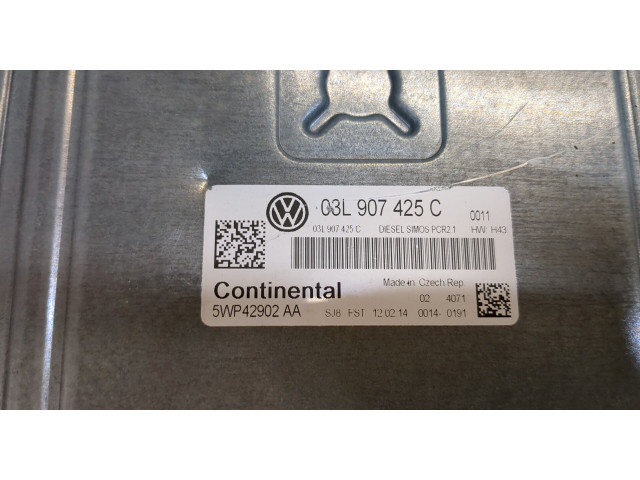 03L 907 425 C 0011
03L 907 425 C DIESEL SIMOS PCR2.1 HW H43
Continental Made in Czech Rep
02 4071
5WP42902 AA SJ8 FST 12.02.14 0014- 0191